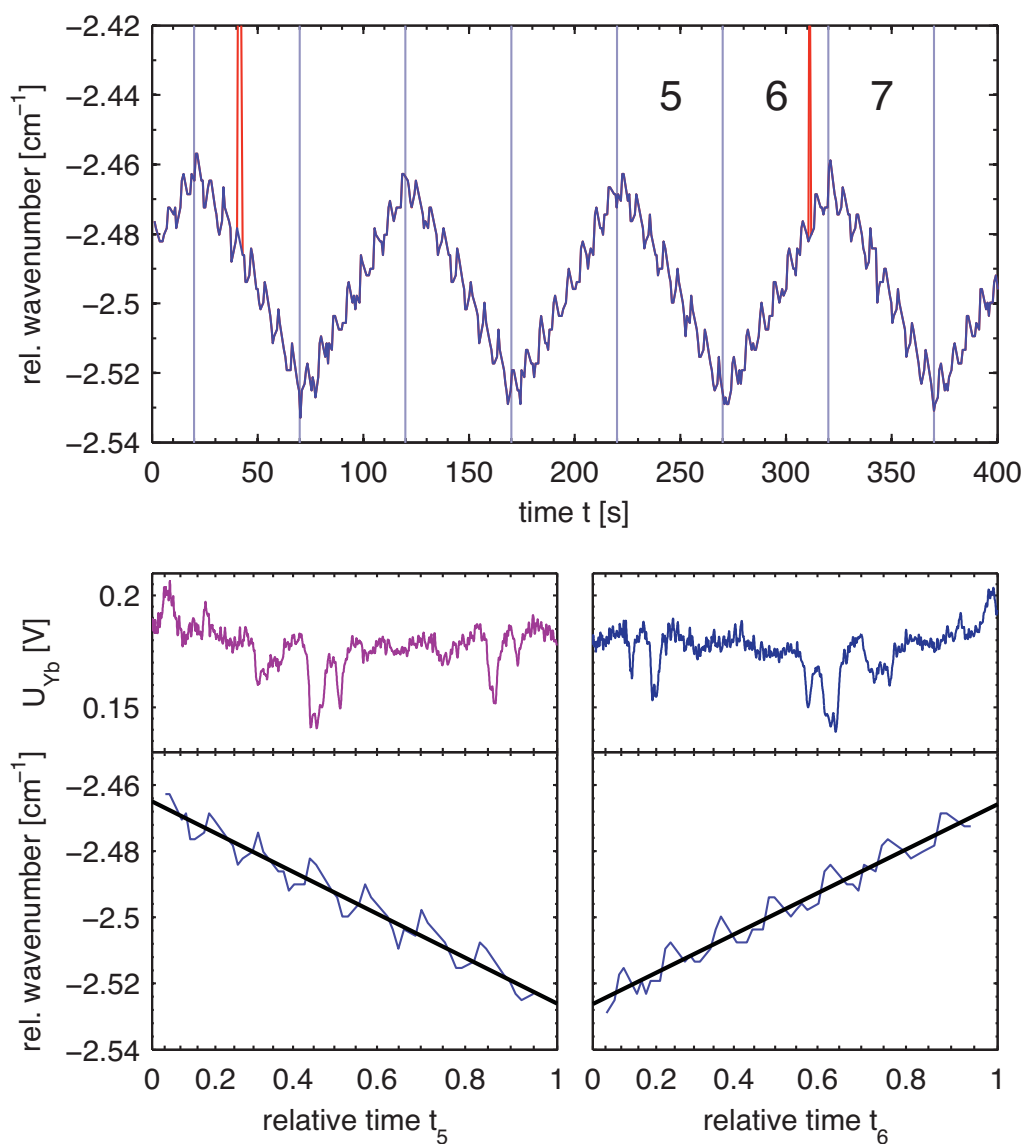 rel. wavenumber [cm⁻¹]
−2.42
−2.44
−2.46
−2.48
−2.5
−2.52
−2.54
5 6 7
0 50 100 150 200 250 300 350 400
time t [s]
U_Yb [V]
0.2
0.15
rel. wavenumber [cm⁻¹]
−2.46
−2.48
−2.5
−2.52
−2.54
0 0.2 0.4 0.6 0.8 1
relative time t₅
0 0.2 0.4 0.6 0.8 1
relative time t₆